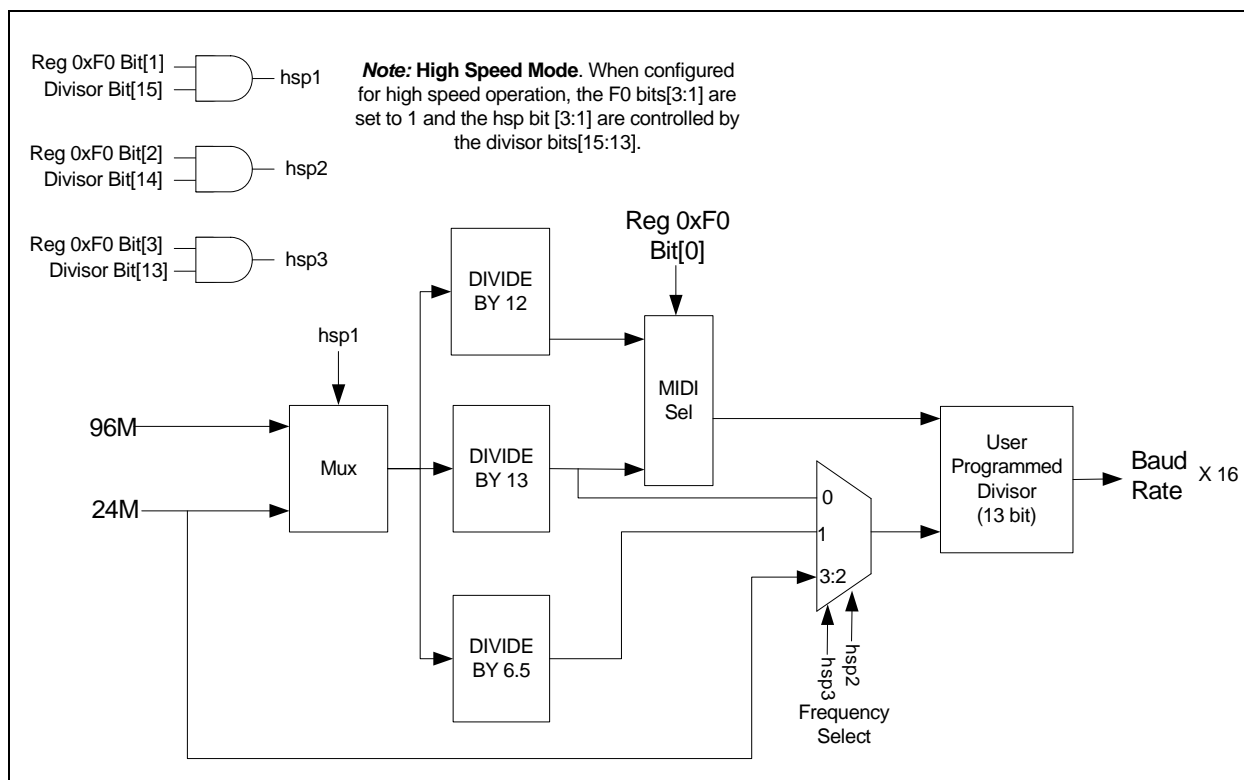 Reg 0xF0 Bit[1]
Divisor Bit[15]
hsp1
Note: High Speed Mode. When configured
for high speed operation, the F0 bits[3:1] are
set to 1 and the hsp bit [3:1] are controlled by
the divisor bits[15:13].
Reg 0xF0 Bit[2]
Divisor Bit[14]
hsp2
Reg 0xF0 Bit[3]
Divisor Bit[13]
hsp3
Reg 0xF0
Bit[0]
DIVIDE
BY 12
hsp1
MIDI
Sel
96M
24M
Mux
DIVIDE
BY 13
User
Programmed
Divisor
(13 bit)
Baud
Rate
X 16
0
1
3:2
DIVIDE
BY 6.5
hsp3
hsp2
Frequency
Select